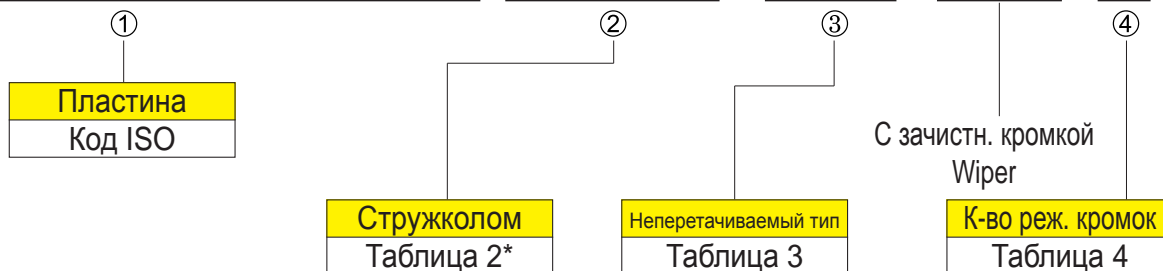 ① ② ③ ④
Пластина
Код ISO
С зачистн. кромкой
Wiper
Стружколом
Таблица 2*
Неперетачиваемый тип
Таблица 3
К-во реж. кромок
Таблица 4